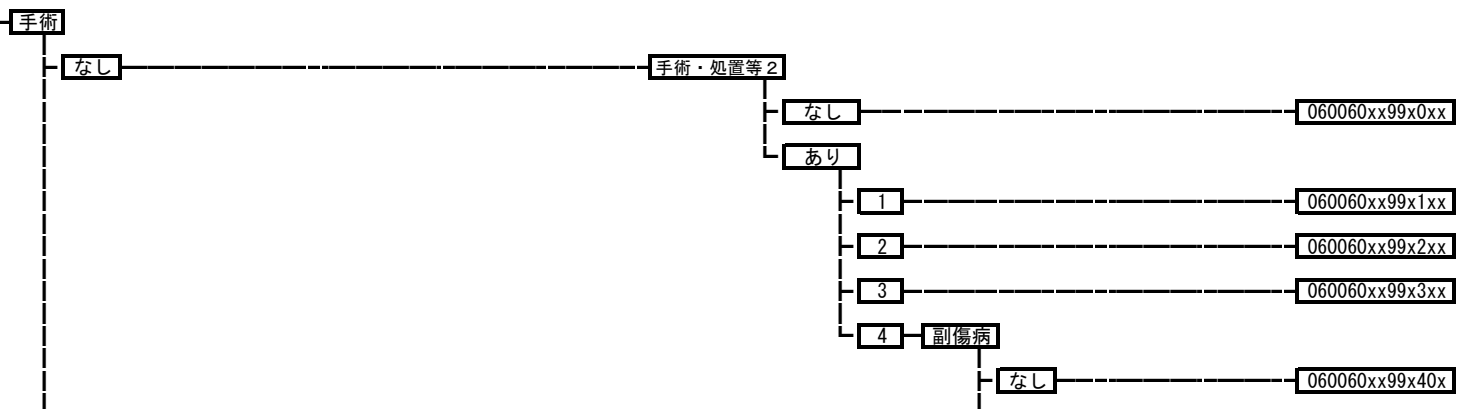 手術
なし 手術・処置等２
なし 060060xx99x0xx
あり
1 060060xx99x1xx
2 060060xx99x2xx
3 060060xx99x3xx
4 副傷病
なし 060060xx99x40x